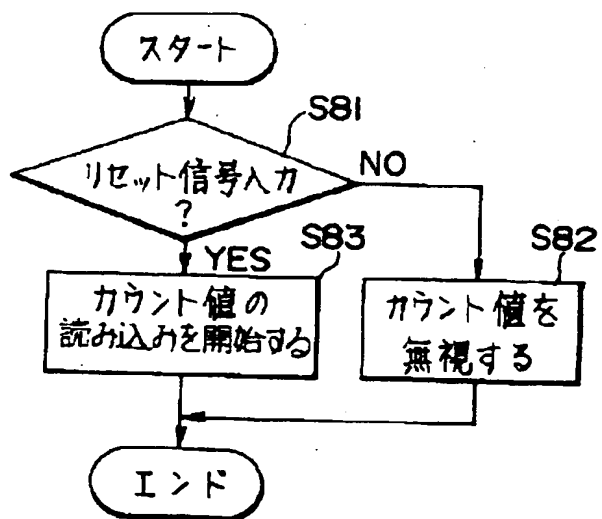 スタート
S81
リセット信号入力
?
NO
YES
S83
カウント値の
読み込みを開始する
S82
カウント値を
無視する
エンド